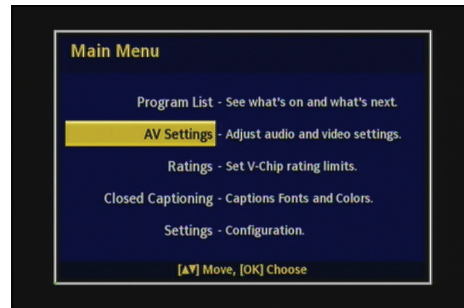 Main Menu
Program List - See what's on and what's next.
AV Settings - Adjust audio and video settings.
Ratings - Set V-Chip rating limits.
Closed Captioning - Captions Fonts and Colors.
Settings - Configuration.
[▲▼] Move, [OK] Choose